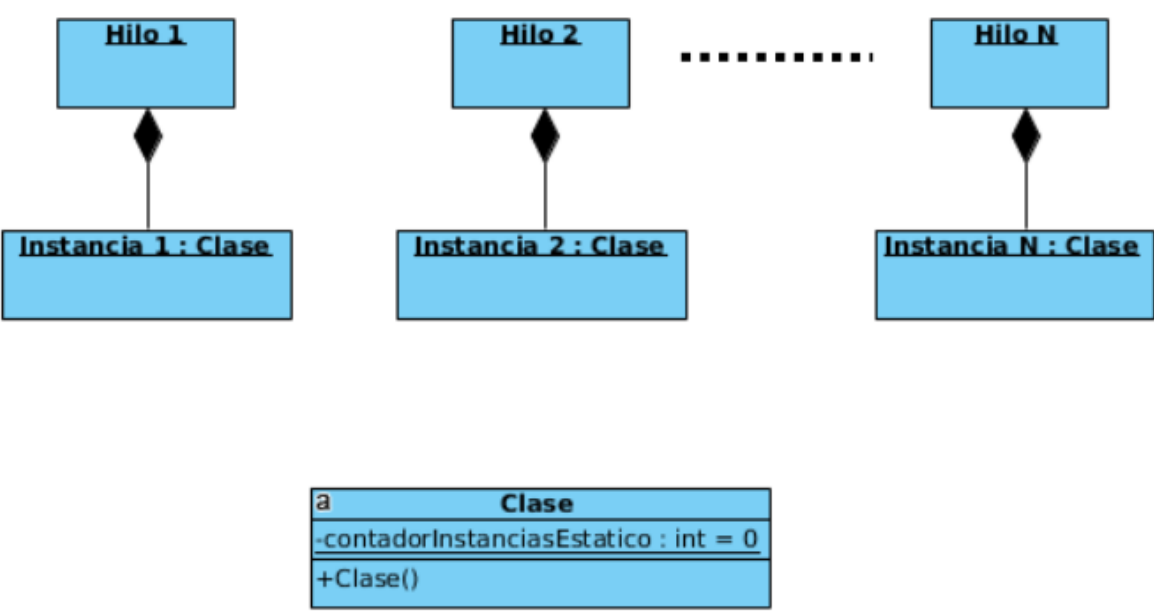 Hilo 1
Hilo 2
Hilo N
Instancia 1 : Clase
Instancia 2 : Clase
Instancia N : Clase
a
Clase
-contadorInstanciasEstatico : int = 0
+Clase()